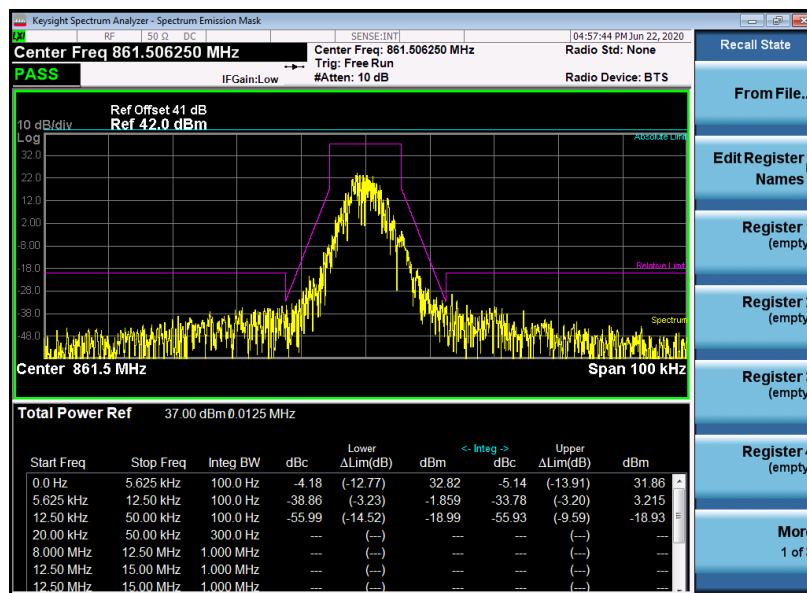 Keysight Spectrum Analyzer - Spectrum Emission Mask
LXI RF 50 Ω DC SENSE:INT 04:57:44 PM Jun 22, 2020
Center Freq 861.506250 MHz Center Freq: 861.506250 MHz Radio Std: None
Trig: Free Run
PASS IFGain:Low #Atten: 10 dB Radio Device: BTS
Ref Offset 41 dB
10 dB/div Ref 42.0 dBm
Log Absolute Limit
32.0
22.0
12.0
2.00
-8.00
-18.0 Relative Limit
-28.0
-38.0 Spectrum
-48.0
Center 861.5 MHz Span 100 kHz
Total Power Ref 37.00 dBm / 0.0125 MHz
Lower <- Integ -> Upper
Start Freq Stop Freq Integ BW dBc ΔLim(dB) dBm dBc ΔLim(dB) dBm
0.0 Hz 5.625 kHz 100.0 Hz -4.18 (-12.77) 32.82 -5.14 (-13.91) 31.86
5.625 kHz 12.50 kHz 100.0 Hz -38.86 (-3.23) -1.859 -33.78 (-3.20) 3.215
12.50 kHz 50.00 kHz 100.0 Hz -55.99 (-14.52) -18.99 -55.93 (-9.59) -18.93
20.00 kHz 50.00 kHz 300.0 Hz --- (---) --- --- (---) ---
8.000 MHz 12.50 MHz 1.000 MHz --- (---) --- --- (---) ---
12.50 MHz 15.00 MHz 1.000 MHz --- (---) --- --- (---) ---
12.50 MHz 15.00 MHz 1.000 MHz --- (---) --- --- (---) ---
Recall State
From File..
Edit Register
Names
Register
(empty
Register
(empty
Register
(empty
Register
(empty
More
1 of